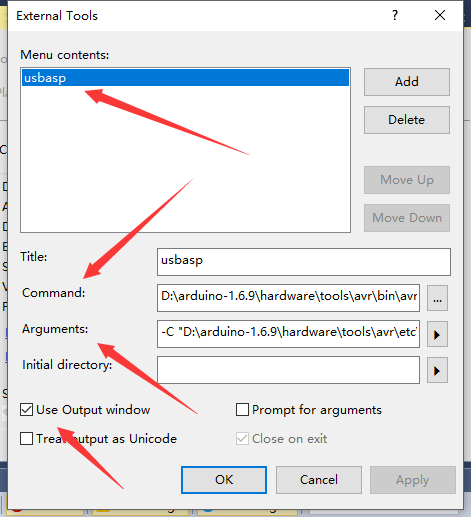 External Tools
Menu contents:
usbasp
Add
Delete
Move Up
Move Down
Title:
usbasp
Command:
D:\arduino-1.6.9\hardware\tools\avr\bin\avr
...
Arguments:
-C "D:\arduino-1.6.9\hardware\tools\avr\etc\
Initial directory:
Use Output window
Prompt for arguments
Treat output as Unicode
Close on exit
OK
Cancel
Apply